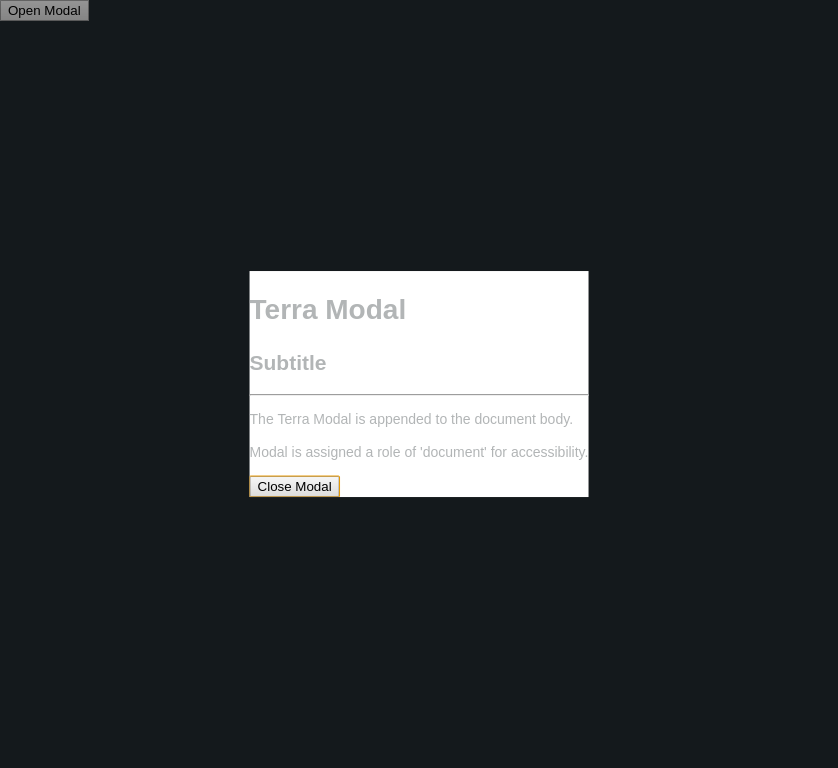 Open Modal
Terra Modal
Subtitle
The Terra Modal is appended to the document body.
Modal is assigned a role of 'document' for accessibility.
Close Modal